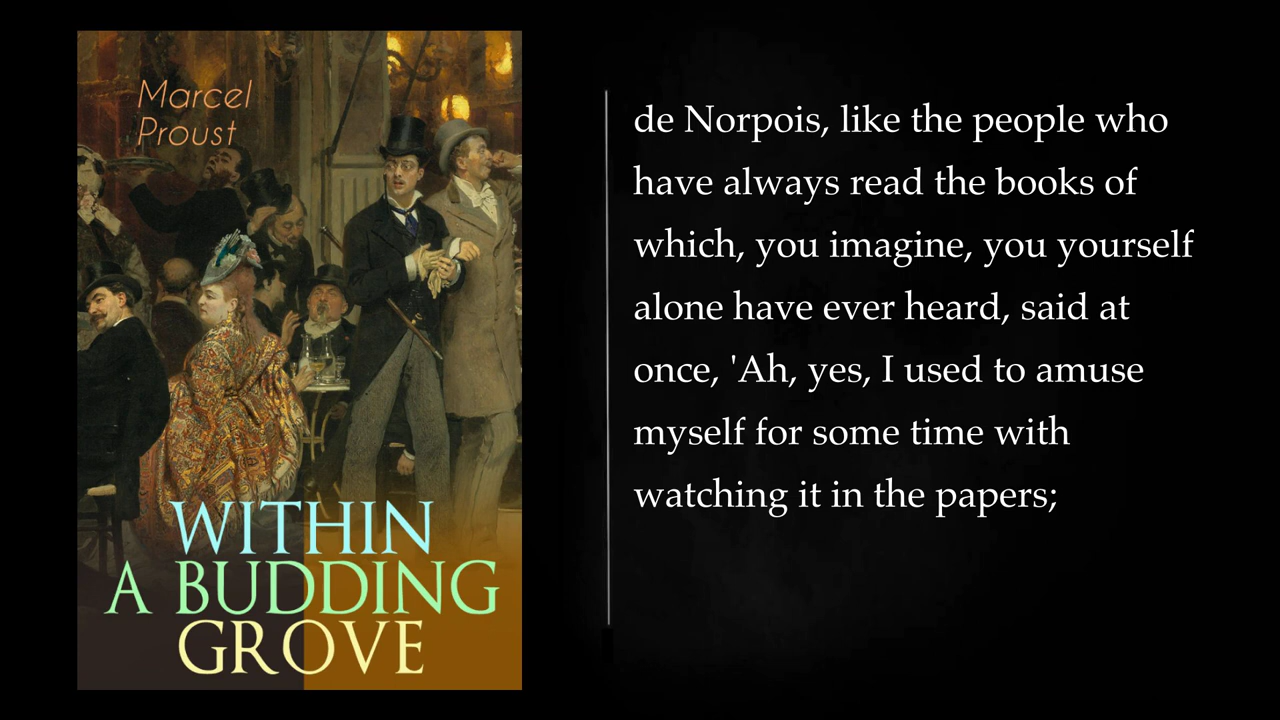 Marcel
Proust
WITHIN
A BUDDING
GROVE
de Norpois, like the people who
have always read the books of
which, you imagine, you yourself
alone have ever heard, said at
once, 'Ah, yes, I used to amuse
myself for some time with
watching it in the papers;